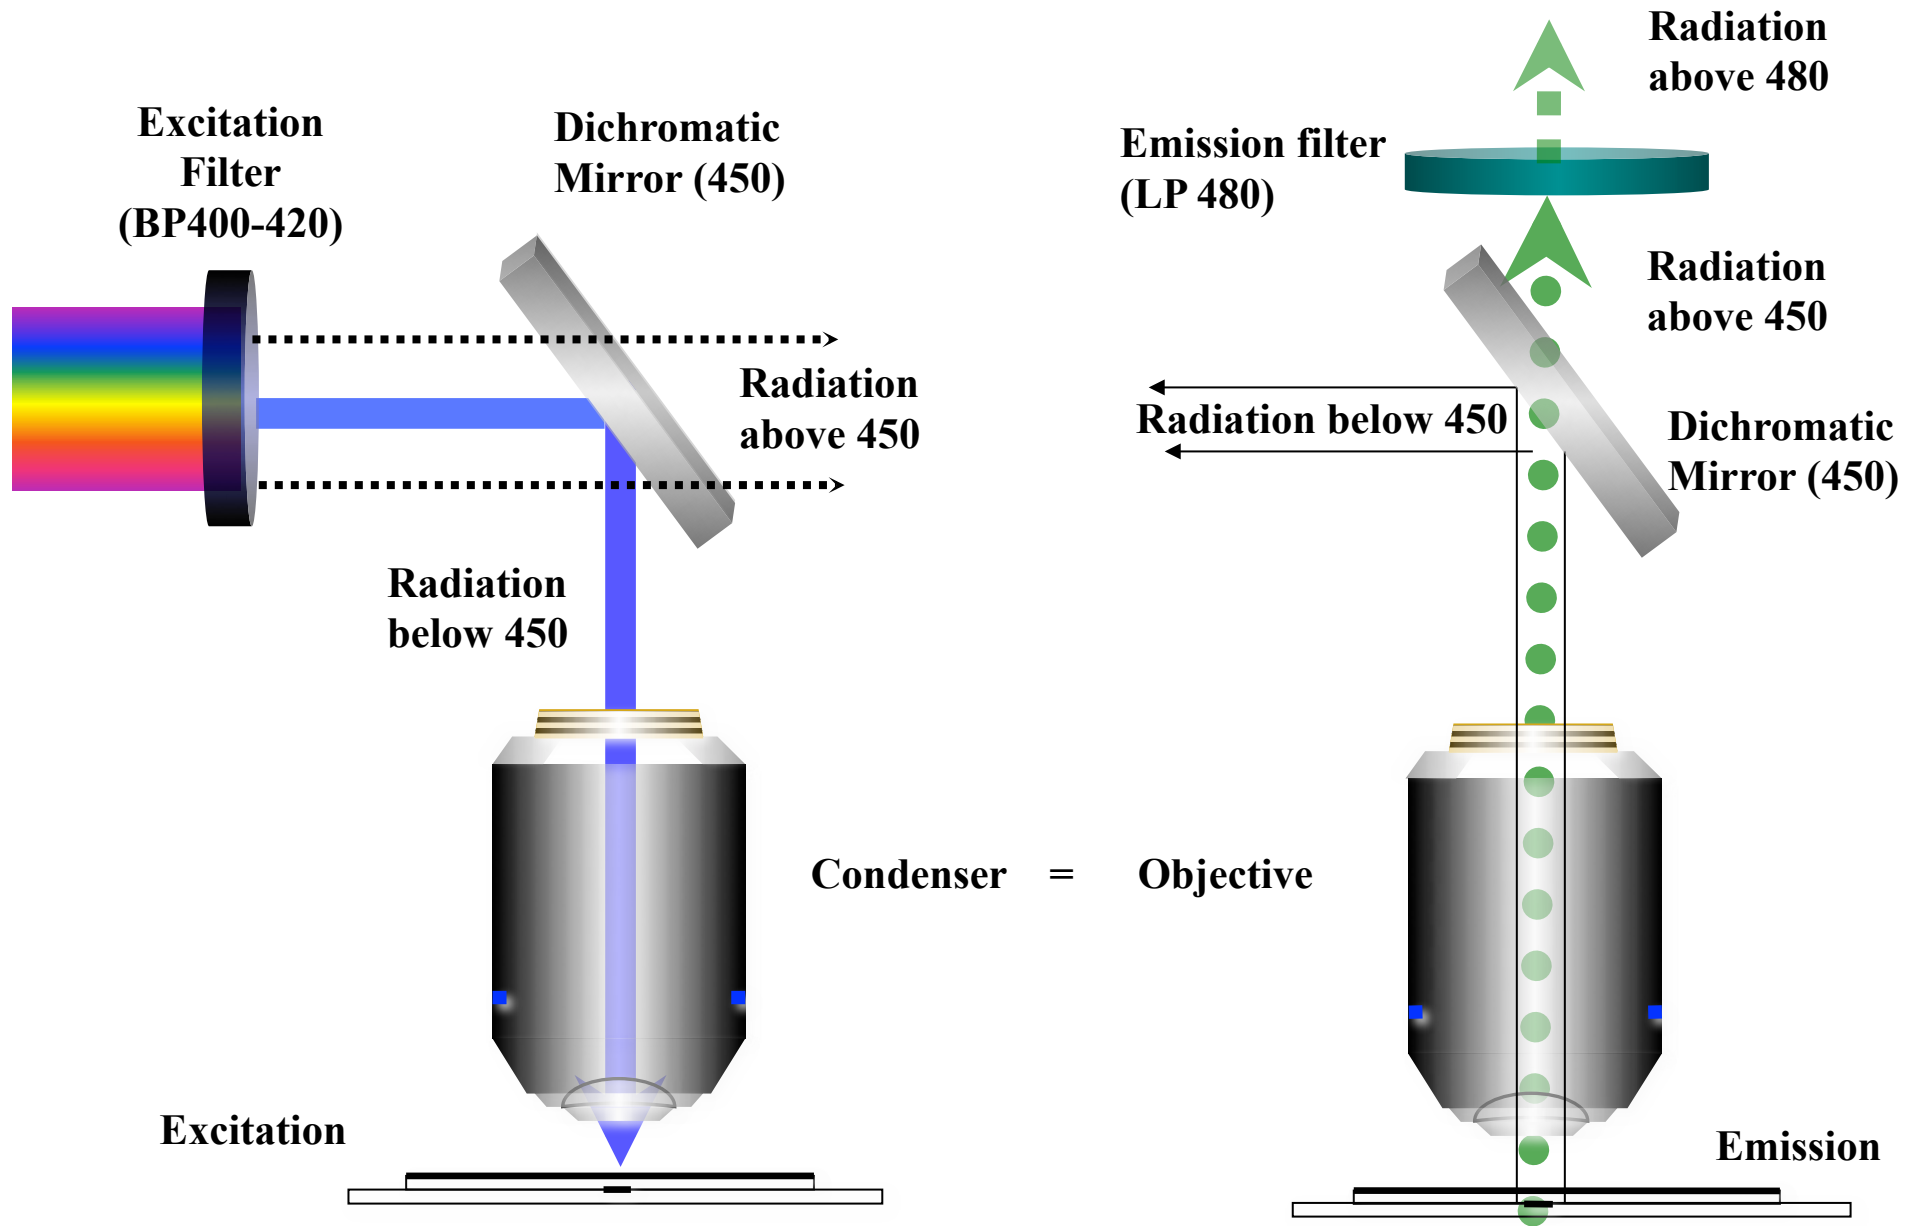 Excitation
Filter
(BP400-420)
Dichromatic
Mirror (450)
Radiation
above 450
Radiation
below 450
Excitation
Condenser = Objective
Radiation
above 480
Emission filter
(LP 480)
Radiation
above 450
Radiation below 450
Dichromatic
Mirror (450)
Emission